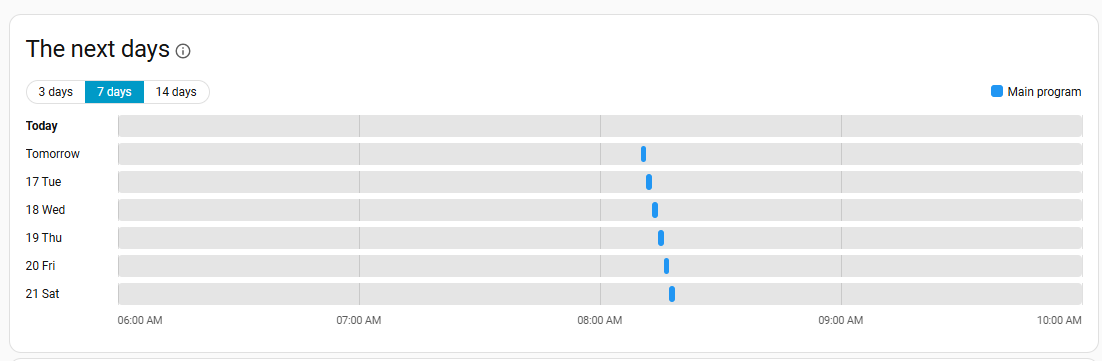 The next days
3 days 7 days 14 days
Main program
Today
Tomorrow
17 Tue
18 Wed
19 Thu
20 Fri
21 Sat
06:00 AM 07:00 AM 08:00 AM 09:00 AM 10:00 AM